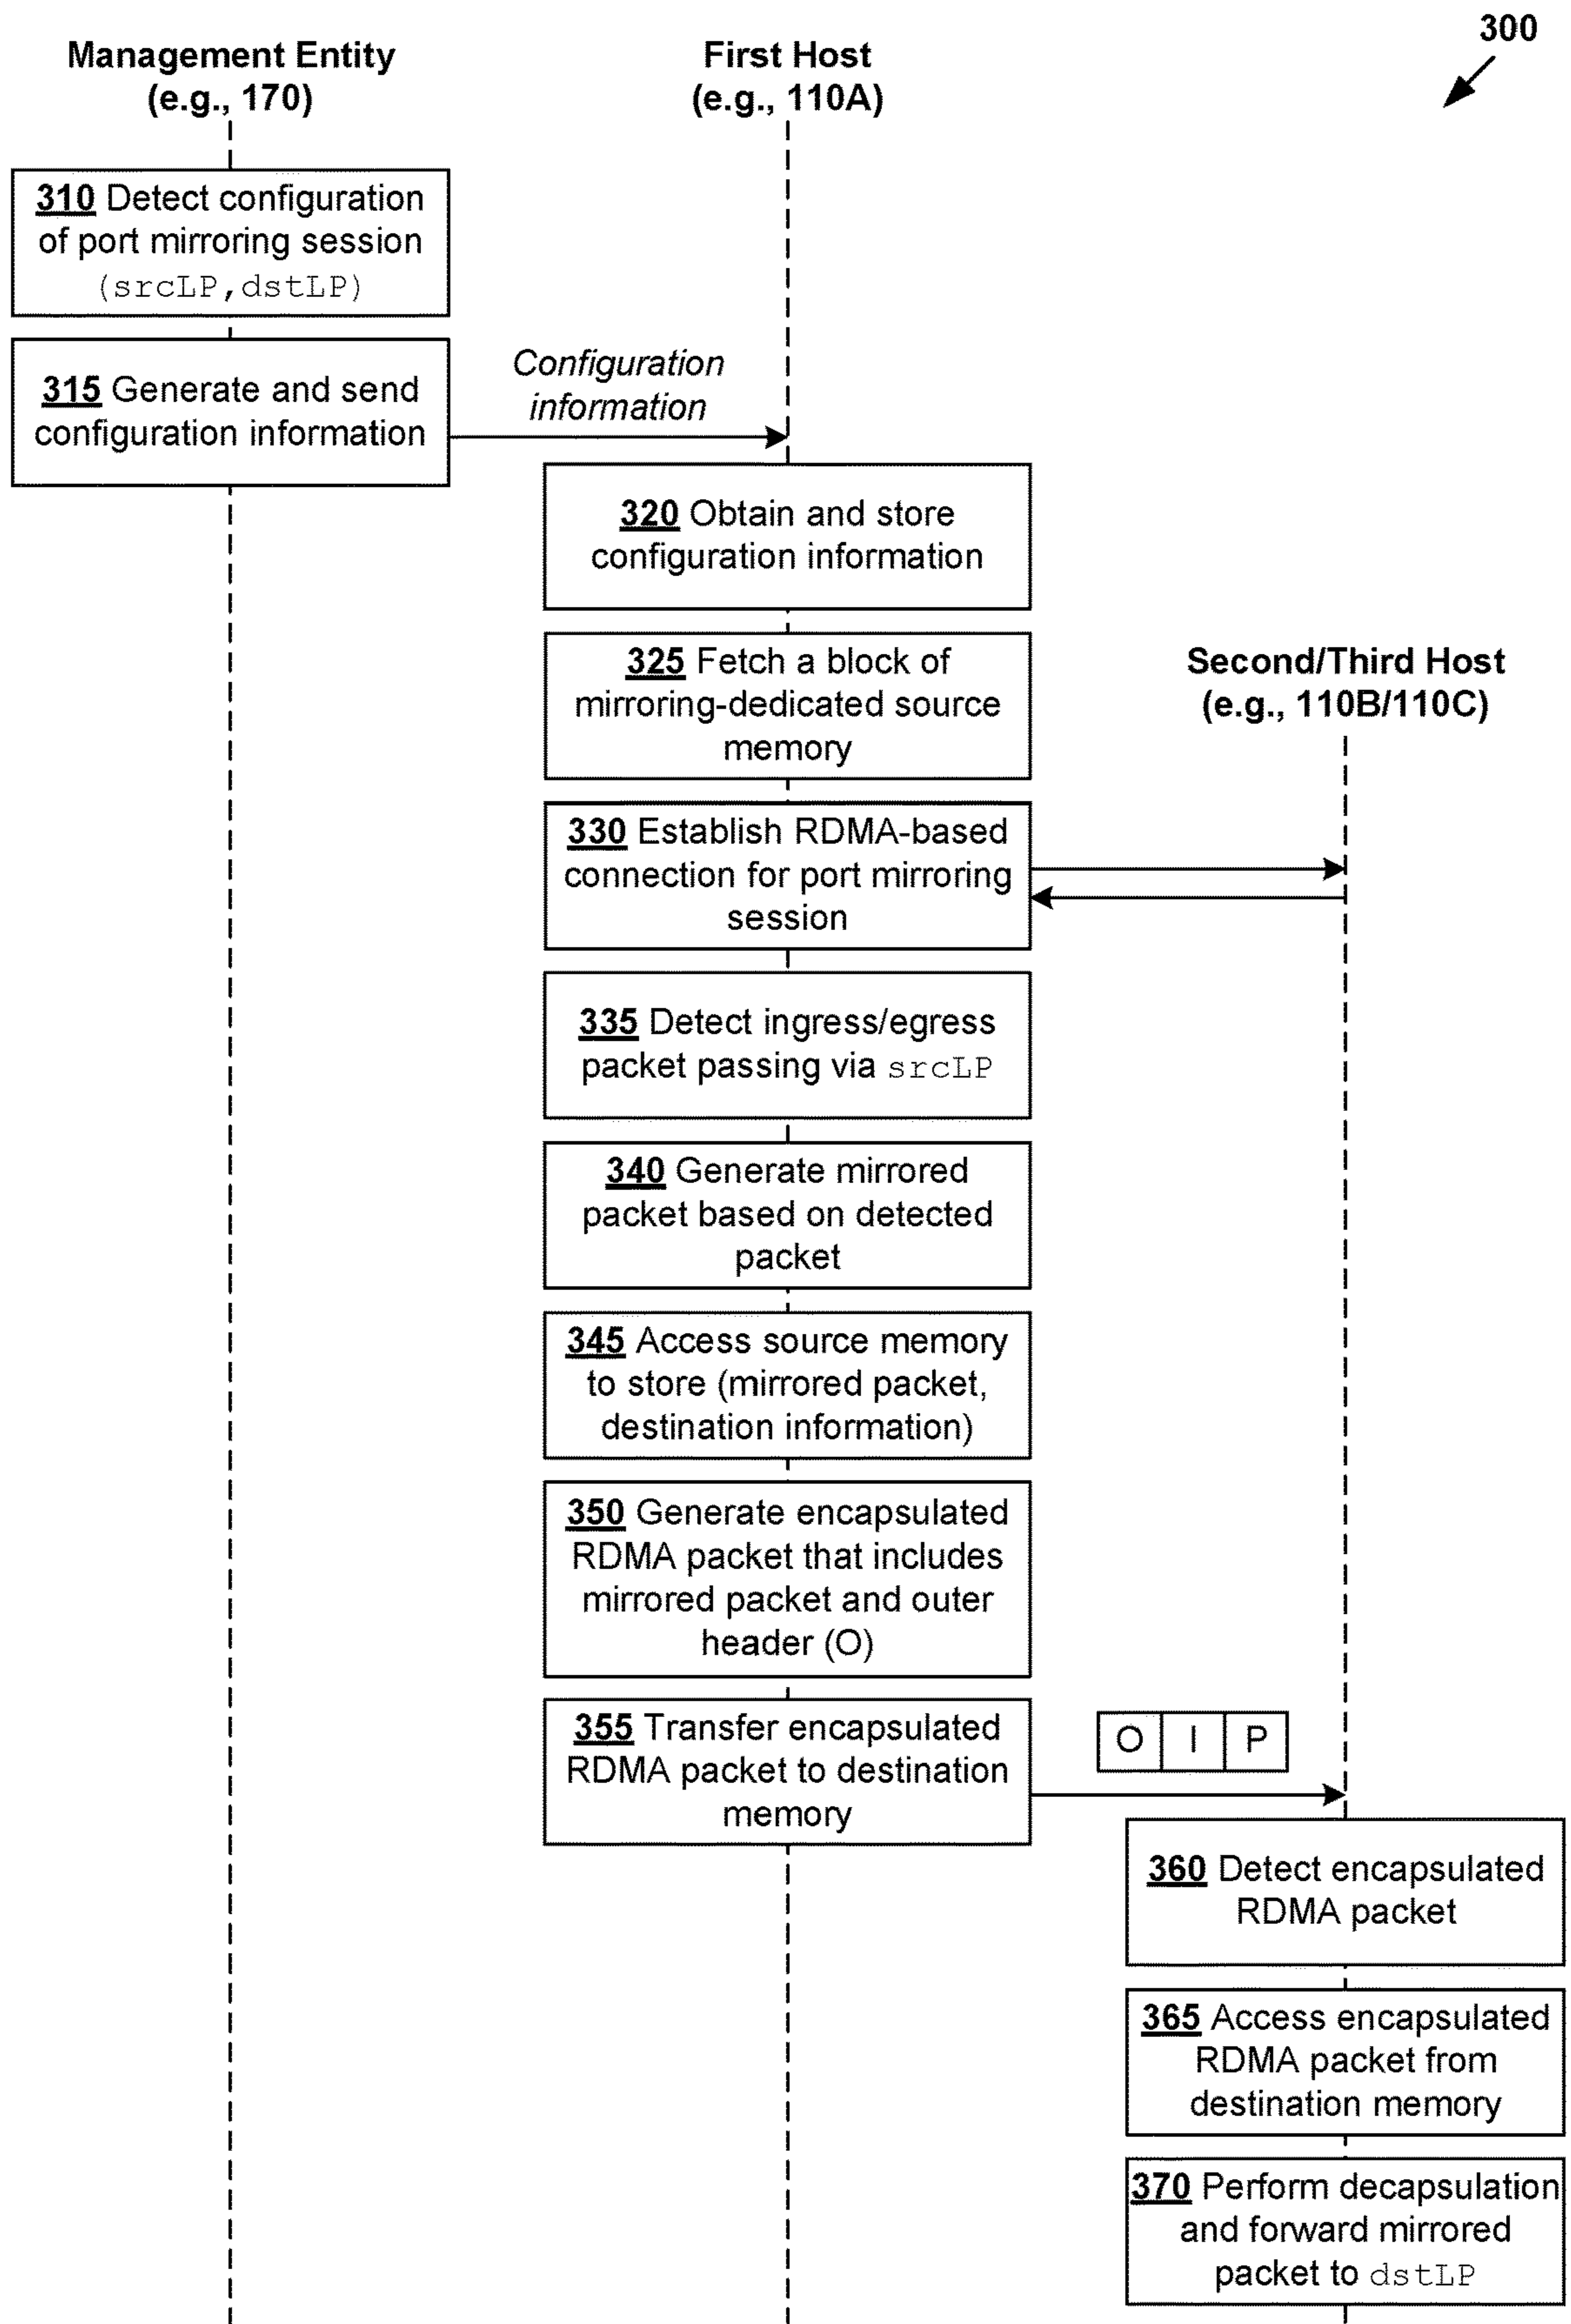 300
Management Entity
(e.g., 170)
First Host
(e.g., 110A)
310 Detect configuration
of port mirroring session
(srcLP,dstLP)
315 Generate and send
configuration information
Configuration
information
320 Obtain and store
configuration information
325 Fetch a block of
mirroring-dedicated source
memory
Second/Third Host
(e.g., 110B/110C)
330 Establish RDMA-based
connection for port mirroring
session
335 Detect ingress/egress
packet passing via srcLP
340 Generate mirrored
packet based on detected
packet
345 Access source memory
to store (mirrored packet,
destination information)
350 Generate encapsulated
RDMA packet that includes
mirrored packet and outer
header (O)
355 Transfer encapsulated
RDMA packet to destination
memory
O I P
360 Detect encapsulated
RDMA packet
365 Access encapsulated
RDMA packet from
destination memory
370 Perform decapsulation
and forward mirrored
packet to dstLP